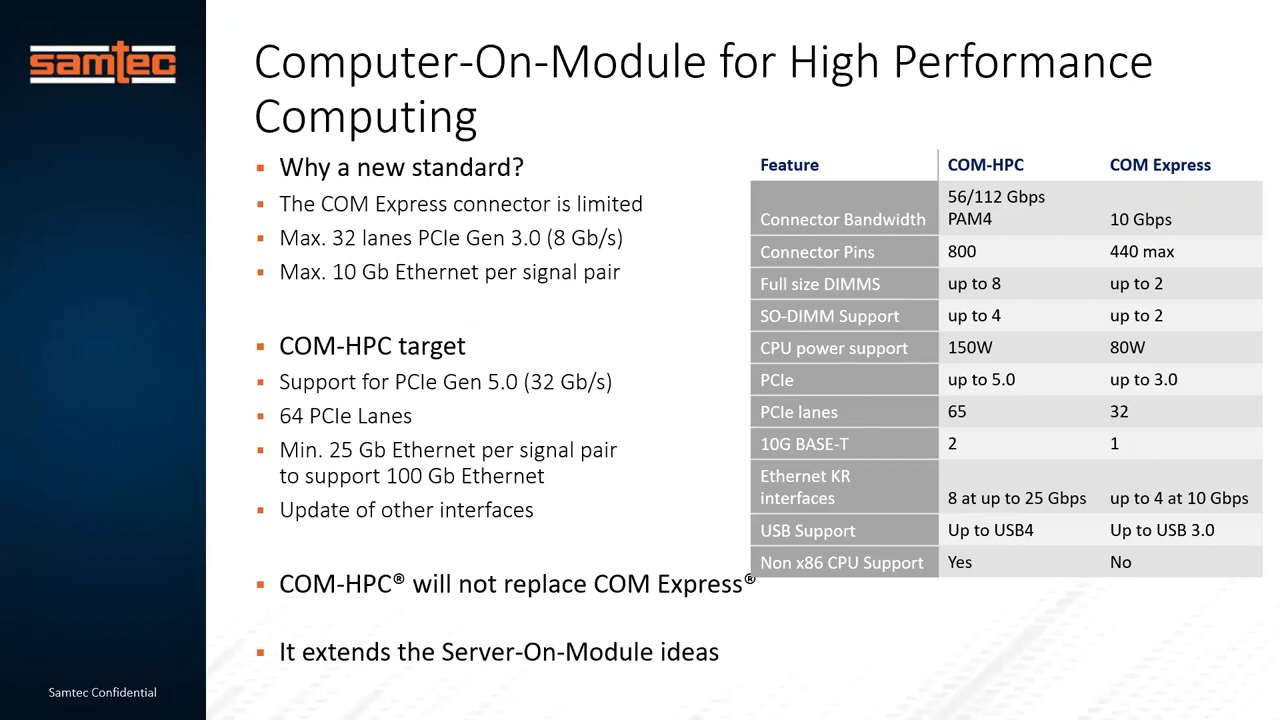 samtec
Computer-On-Module for High Performance
Computing
Why a new standard?
The COM Express connector is limited
Max. 32 lanes PCIe Gen 3.0 (8 Gb/s)
Max. 10 Gb Ethernet per signal pair
COM-HPC target
Support for PCIe Gen 5.0 (32 Gb/s)
64 PCIe Lanes
Min. 25 Gb Ethernet per signal pair
to support 100 Gb Ethernet
Update of other interfaces
COM-HPC® will not replace COM Express®
It extends the Server-On-Module ideas
Feature COM-HPC COM Express
Connector Bandwidth 56/112 Gbps PAM4 10 Gbps
Connector Pins 800 440 max
Full size DIMMS up to 8 up to 2
SO-DIMM Support up to 4 up to 2
CPU power support 150W 80W
PCIe up to 5.0 up to 3.0
PCIe lanes 65 32
10G BASE-T 2 1
Ethernet KR interfaces 8 at up to 25 Gbps up to 4 at 10 Gbps
USB Support Up to USB4 Up to USB 3.0
Non x86 CPU Support Yes No
Samtec Confidential